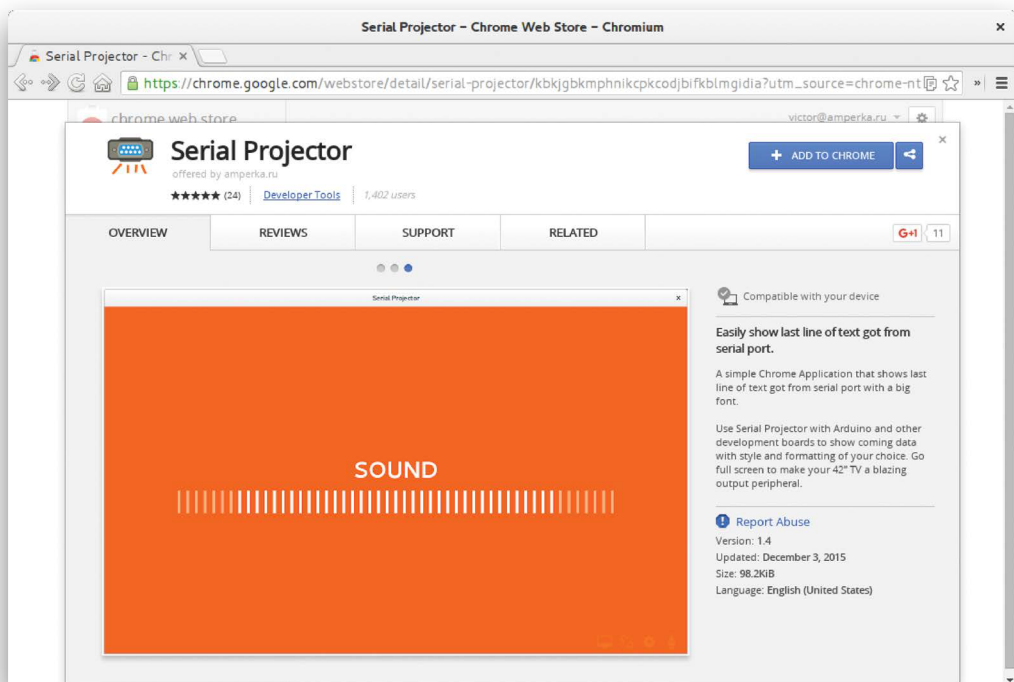 Serial Projector – Chrome Web Store – Chromium
Serial Projector - Chr
https://chrome.google.com/webstore/detail/serial-projector/kbkjgbkmphnikcpkcodjbifkblmgidia?utm_source=chrome-nt
chrome web store
victor@amperka.ru
Serial Projector
offered by amperka.ru
(24)
Developer Tools
1,402 users
+ ADD TO CHROME
OVERVIEW
REVIEWS
SUPPORT
RELATED
G+1
11
Serial Projector
SOUND
Compatible with your device
Easily show last line of text got from
serial port.
A simple Chrome Application that shows last
line of text got from serial port with a big
font.
Use Serial Projector with Arduino and other
development boards to show coming data
with style and formatting of your choice. Go
full screen to make your 42" TV a blazing
output peripheral.
Report Abuse
Version: 1.4
Updated: December 3, 2015
Size: 98.2KiB
Language: English (United States)